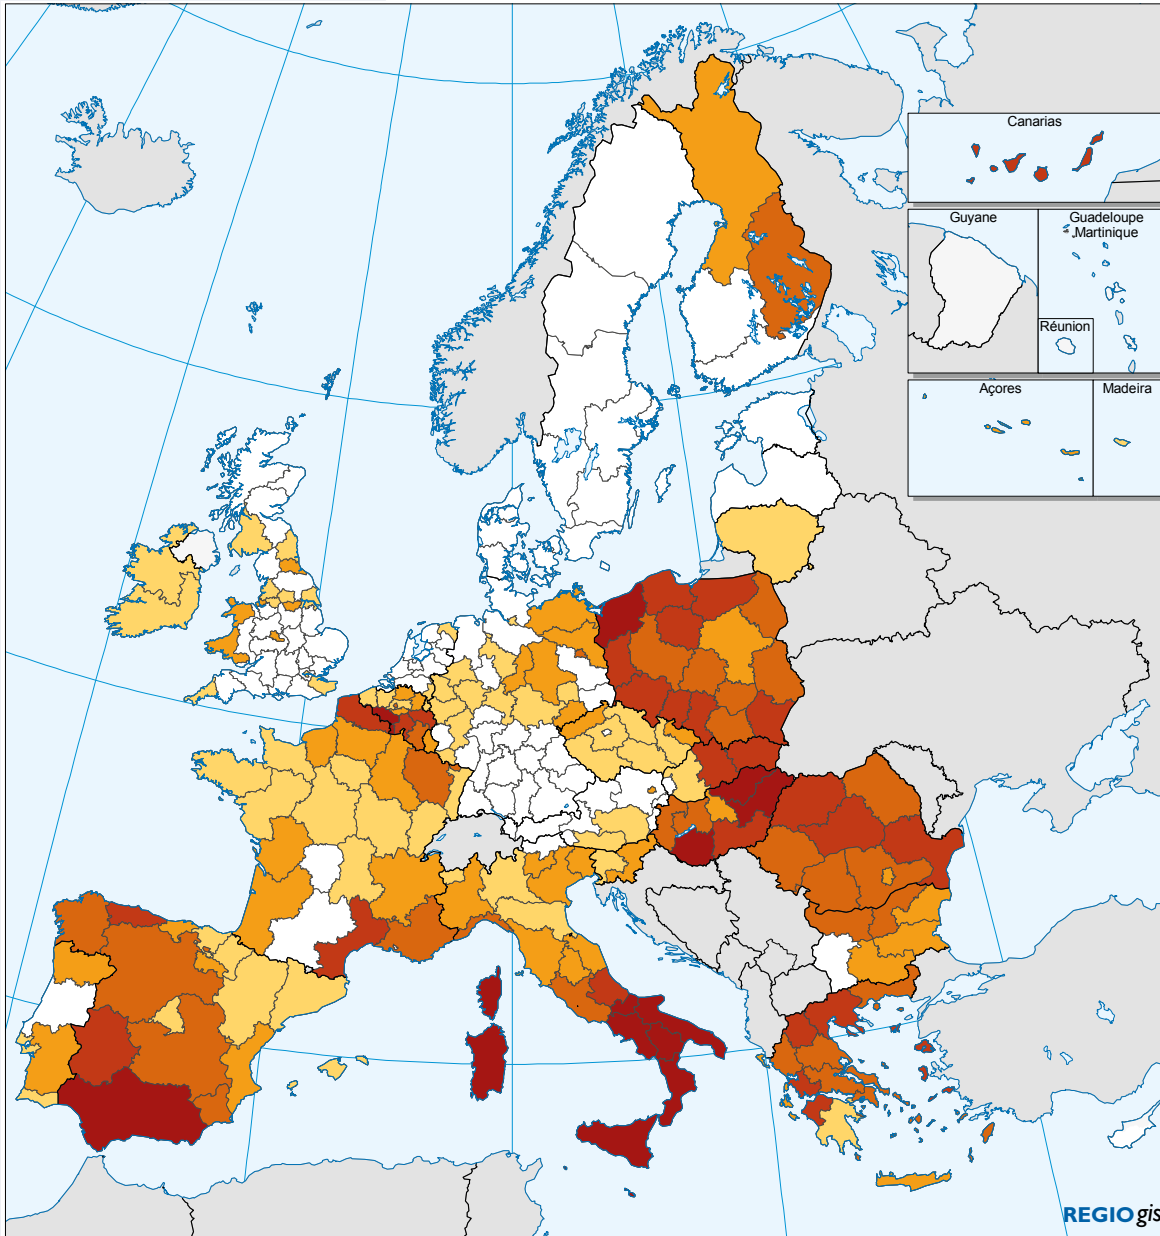 Canarias
Guyane
Guadeloupe
Martinique
Réunion
Açores
Madeira
REGIOgis